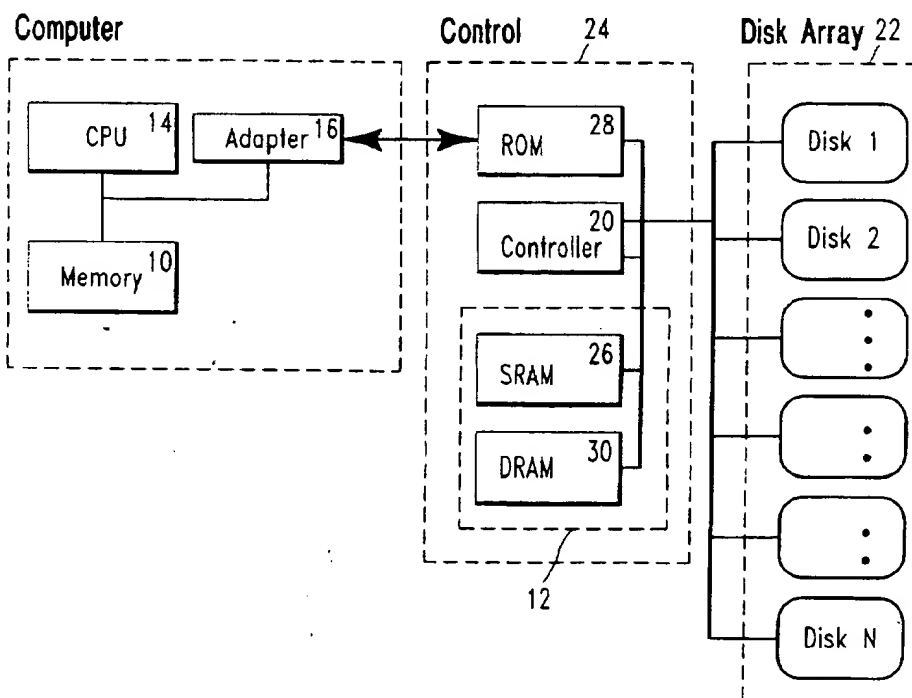 Computer
Control
24
Disk Array 22
CPU 14
Adapter 16
Memory 10
ROM 28
Controller 20
SRAM 26
DRAM 30
12
Disk 1
Disk 2
Disk N